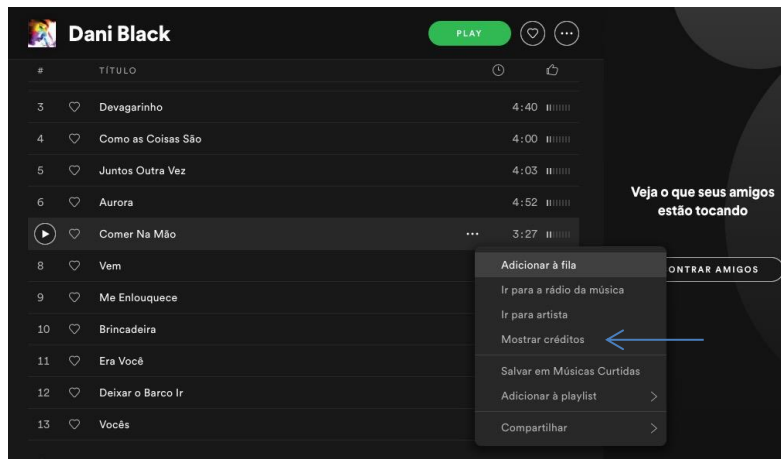 Dani Black
PLAY
# TÍTULO
3 Devagarinho 4:40
4 Como as Coisas São 4:00
5 Juntos Outra Vez 4:03
6 Aurora 4:52
Comer Na Mão ••• 3:27
8 Vem
9 Me Enlouquece
10 Brincadeira
11 Era Você
12 Deixar o Barco Ir
13 Vocês
Adicionar à fila
Ir para a rádio da música
Ir para artista
Mostrar créditos
Salvar em Músicas Curtidas
Adicionar à playlist
Compartilhar
Veja o que seus amigos
estão tocando
ONTRAR AMIGOS